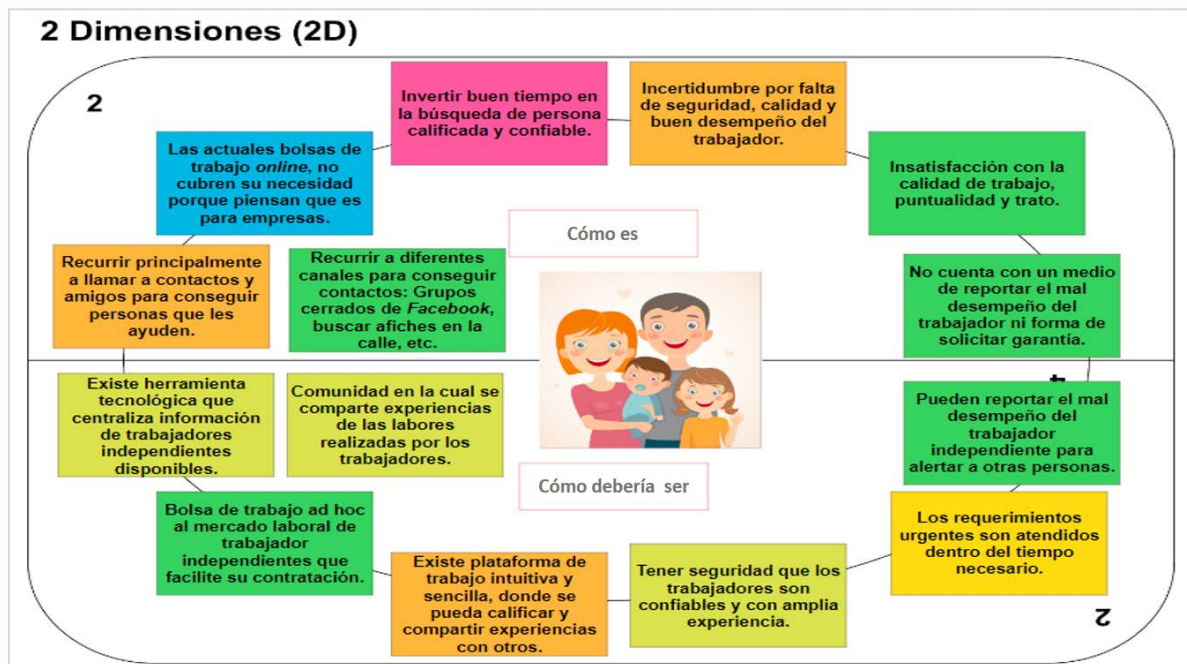 2 Dimensiones (2D)
2
Invertir buen tiempo en
la búsqueda de persona
calificada y confiable.
Incertidumbre por falta
de seguridad, calidad y
buen desempeño del
trabajador.
Las actuales bolsas de
trabajo online, no
cubren su necesidad
porque piensan que es
para empresas.
Insatisfacción con la
calidad de trabajo,
puntualidad y trato.
Cómo es
Recurrir principalmente
a llamar a contactos y
amigos para conseguir
personas que les
ayuden.
Recurrir a diferentes
canales para conseguir
contactos: Grupos
cerrados de Facebook,
buscar afiches en la
calle, etc.
No cuenta con un medio
de reportar el mal
desempeño del
trabajador ni forma de
solicitar garantía.
4
Existe herramienta
tecnológica que
centraliza información
de trabajadores
independientes
disponibles.
Comunidad en la cual se
comparte experiencias
de las labores
realizadas por los
trabajadores.
Pueden reportar el mal
desempeño del
trabajador
independiente para
alertar a otras personas.
Cómo debería ser
Bolsa de trabajo ad hoc
al mercado laboral de
trabajador
independientes que
facilite su contratación.
Existe plataforma de
trabajo intuitiva y
sencilla, donde se
pueda calificar y
compartir experiencias
con otros.
Tener seguridad que los
trabajadores son
confiables y con amplia
experiencia.
Los requerimientos
urgentes son atendidos
dentro del tiempo
necesario.
2